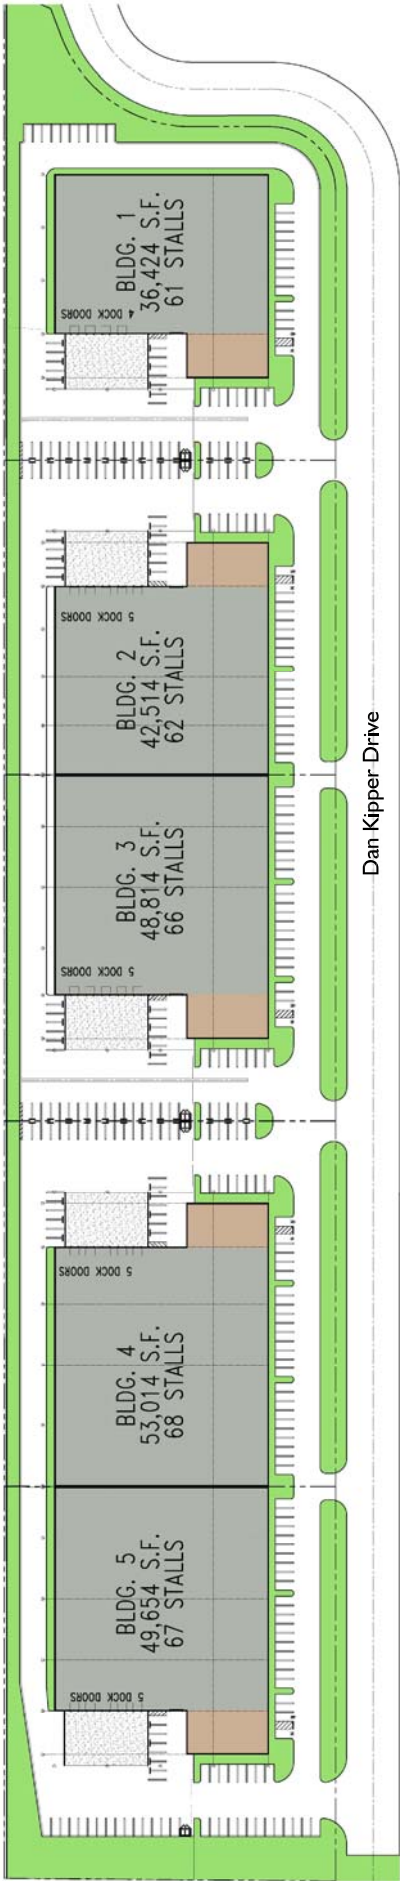 BLDG. 1
36,424 S.F.
61 STALLS
4 DOCK DOORS
5 DOCK DOORS
BLDG. 2
42,514 S.F.
62 STALLS
BLDG. 3
48,814 S.F.
66 STALLS
5 DOCK DOORS
Dan Kipper Drive
5 DOCK DOORS
BLDG. 4
53,014 S.F.
68 STALLS
BLDG. 5
49,654 S.F.
67 STALLS
5 DOCK DOORS